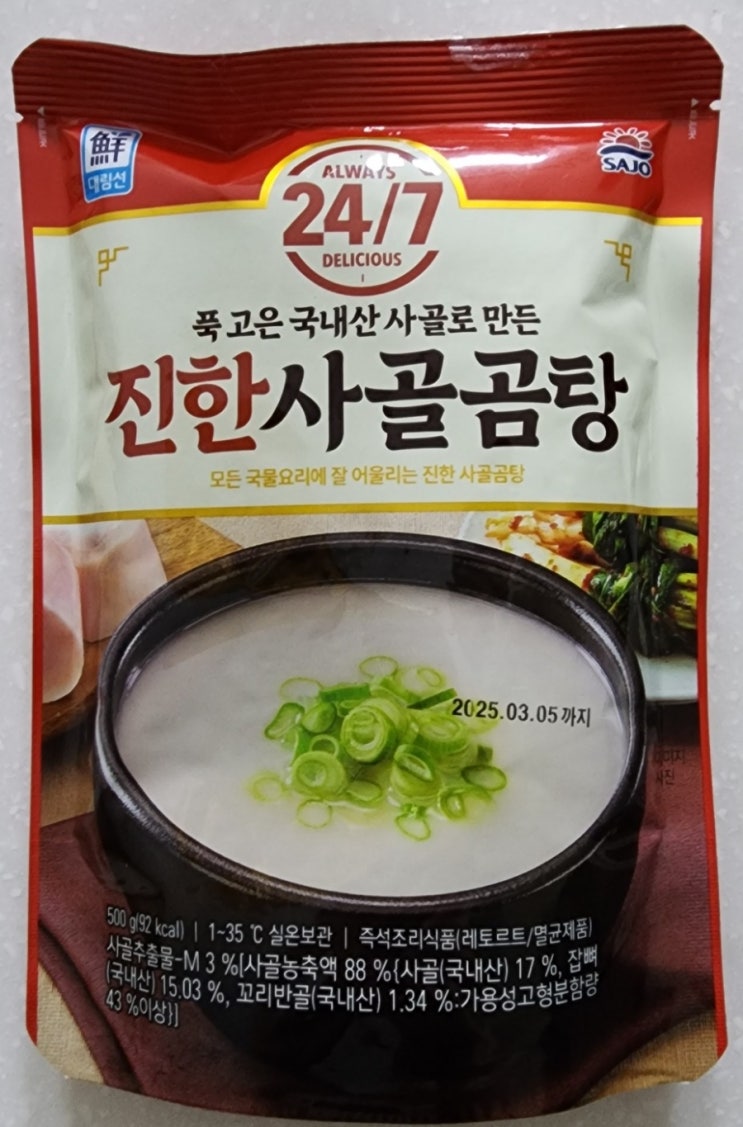 鮮
대림선
SAJO
ALWAYS
24/7
DELICIOUS
푹 고은 국내산 사골로 만든
진한사골곰탕
모든 국물요리에 잘 어울리는 진한 사골곰탕
2025.03.05 까지
사진
500 g(92 kcal) | 1~35 ℃ 실온보관 | 즉석조리식품(레토르트/멸균제품)
사골추출물-M 3 %[사골농축액 88 %{사골(국내산) 17 %, 잡뼈
(국내산) 15.03 %, 꼬리반골(국내산) 1.34 %:가용성고형분함량
43 %이상}]